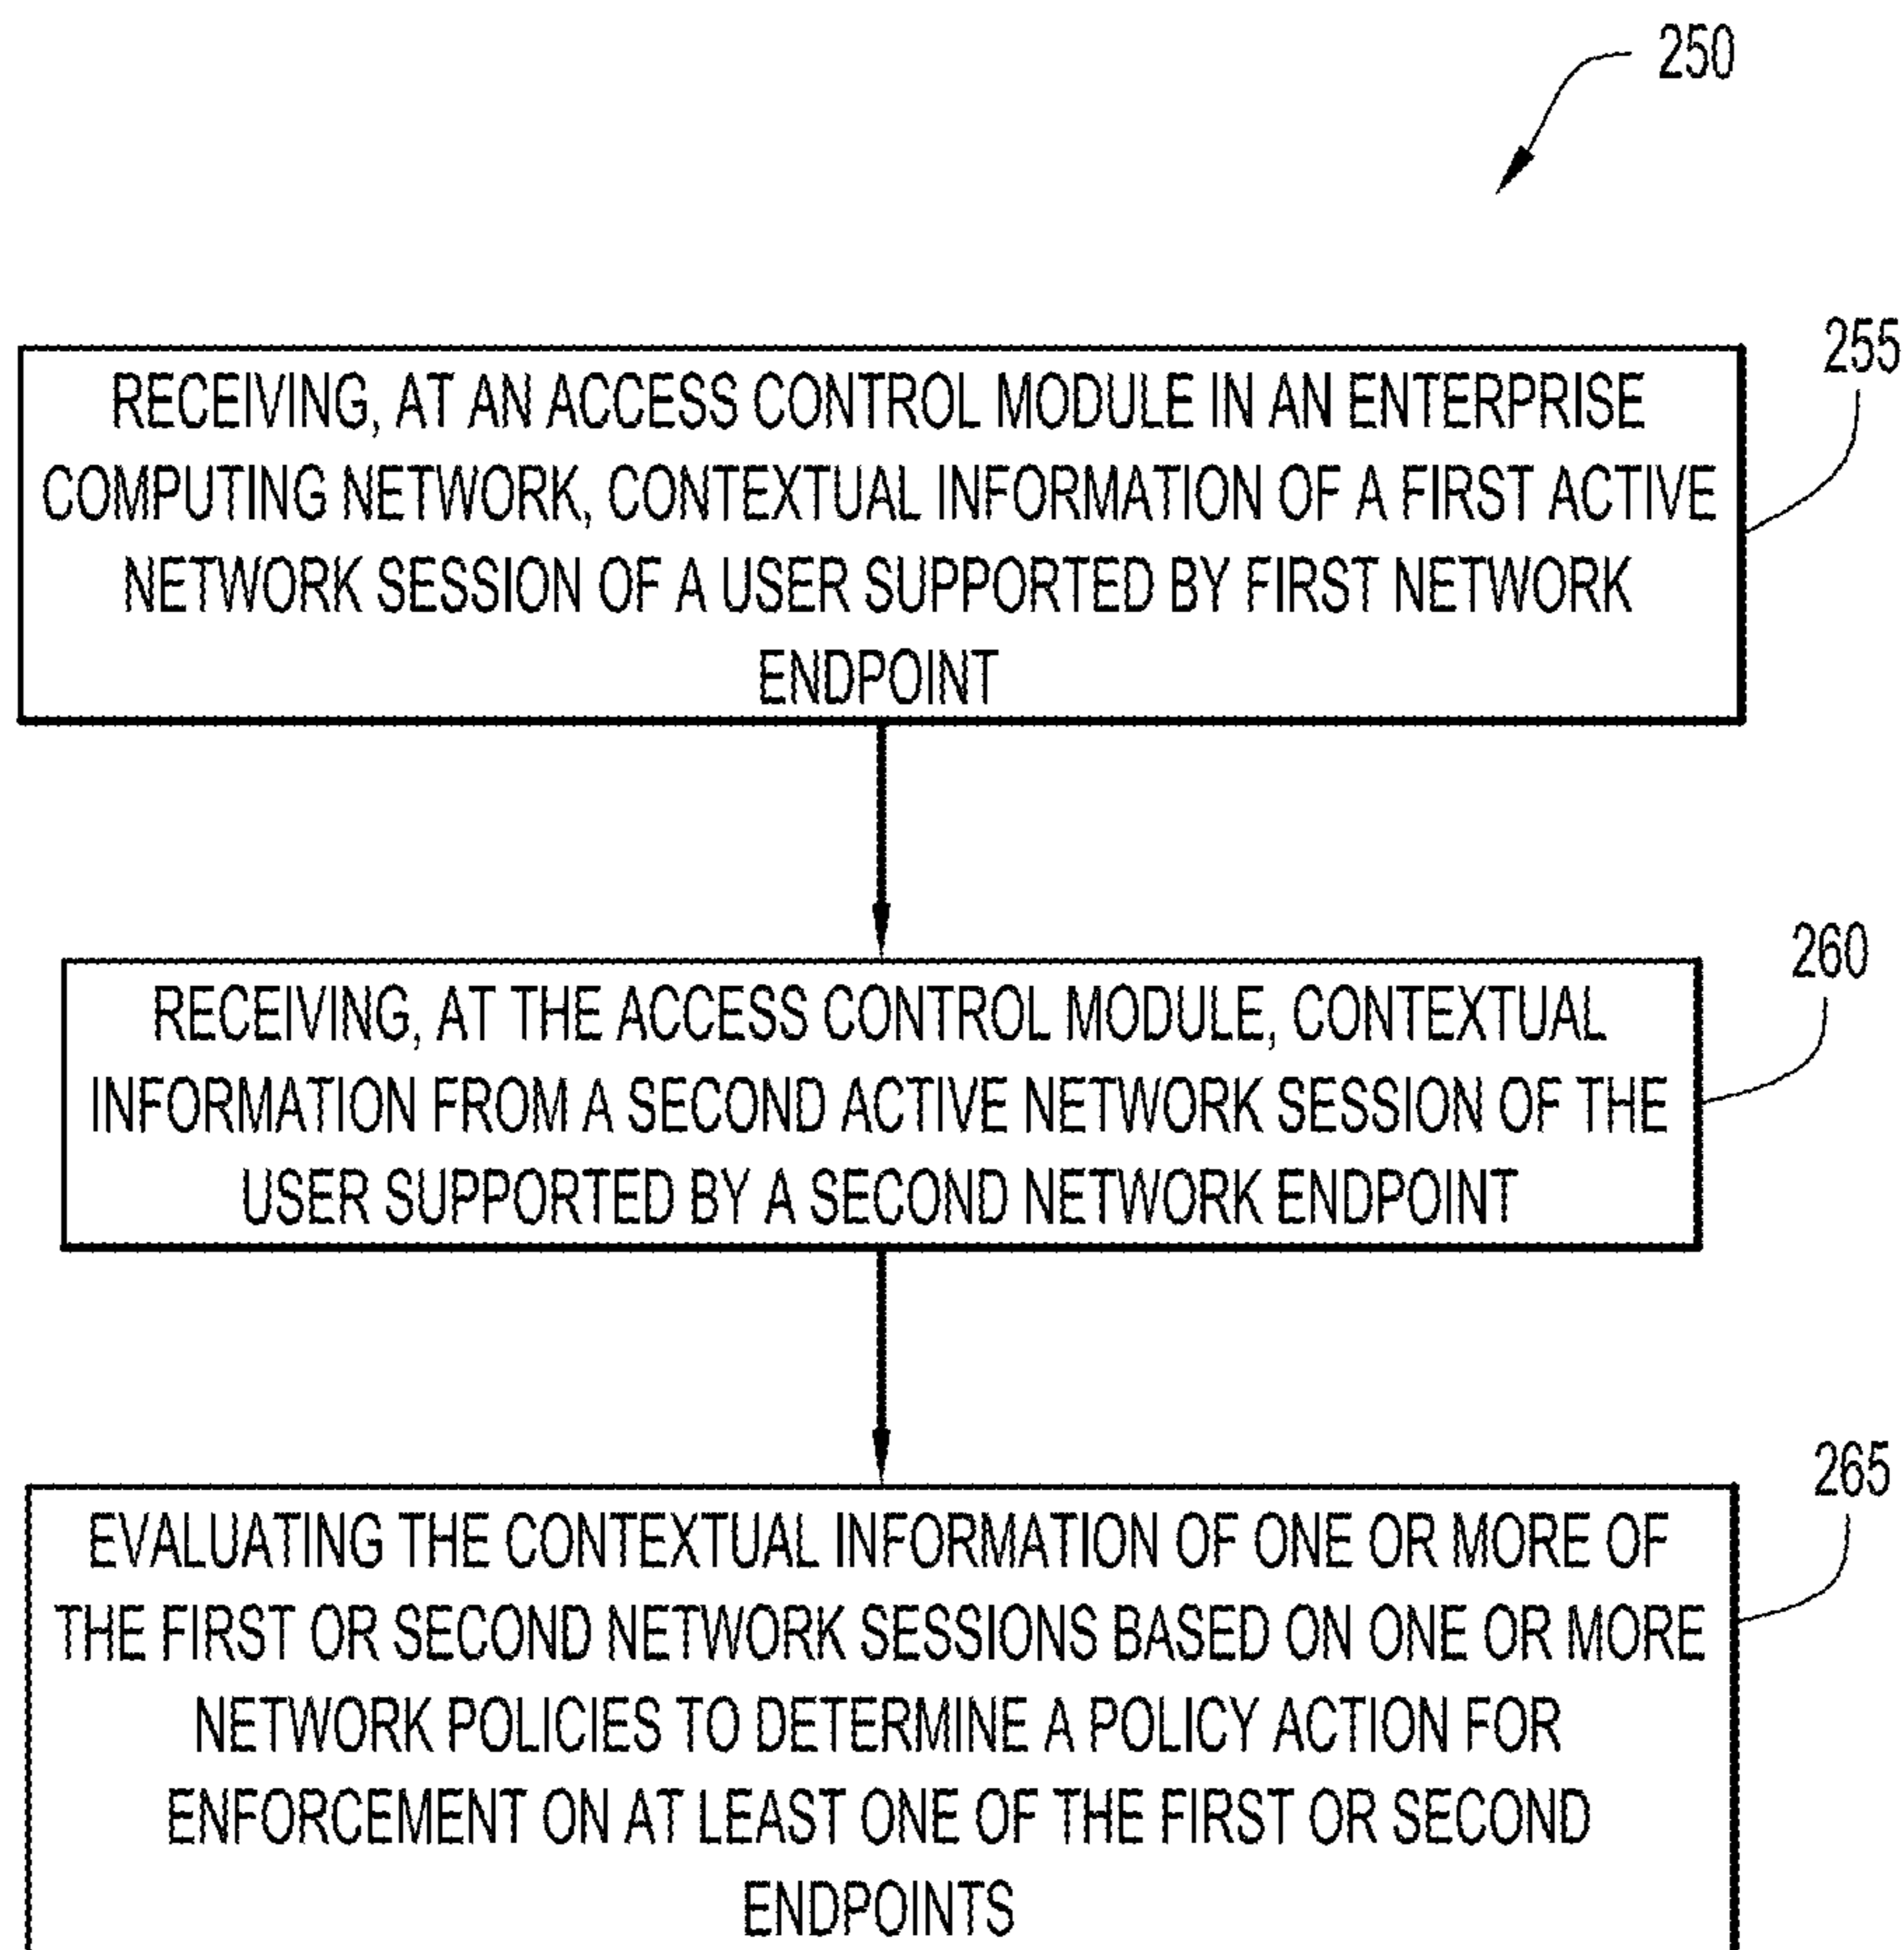 250
255
RECEIVING, AT AN ACCESS CONTROL MODULE IN AN ENTERPRISE
COMPUTING NETWORK, CONTEXTUAL INFORMATION OF A FIRST ACTIVE
NETWORK SESSION OF A USER SUPPORTED BY FIRST NETWORK
ENDPOINT
260
RECEIVING, AT THE ACCESS CONTROL MODULE, CONTEXTUAL
INFORMATION FROM A SECOND ACTIVE NETWORK SESSION OF THE
USER SUPPORTED BY A SECOND NETWORK ENDPOINT
265
EVALUATING THE CONTEXTUAL INFORMATION OF ONE OR MORE OF
THE FIRST OR SECOND NETWORK SESSIONS BASED ON ONE OR MORE
NETWORK POLICIES TO DETERMINE A POLICY ACTION FOR
ENFORCEMENT ON AT LEAST ONE OF THE FIRST OR SECOND
ENDPOINTS